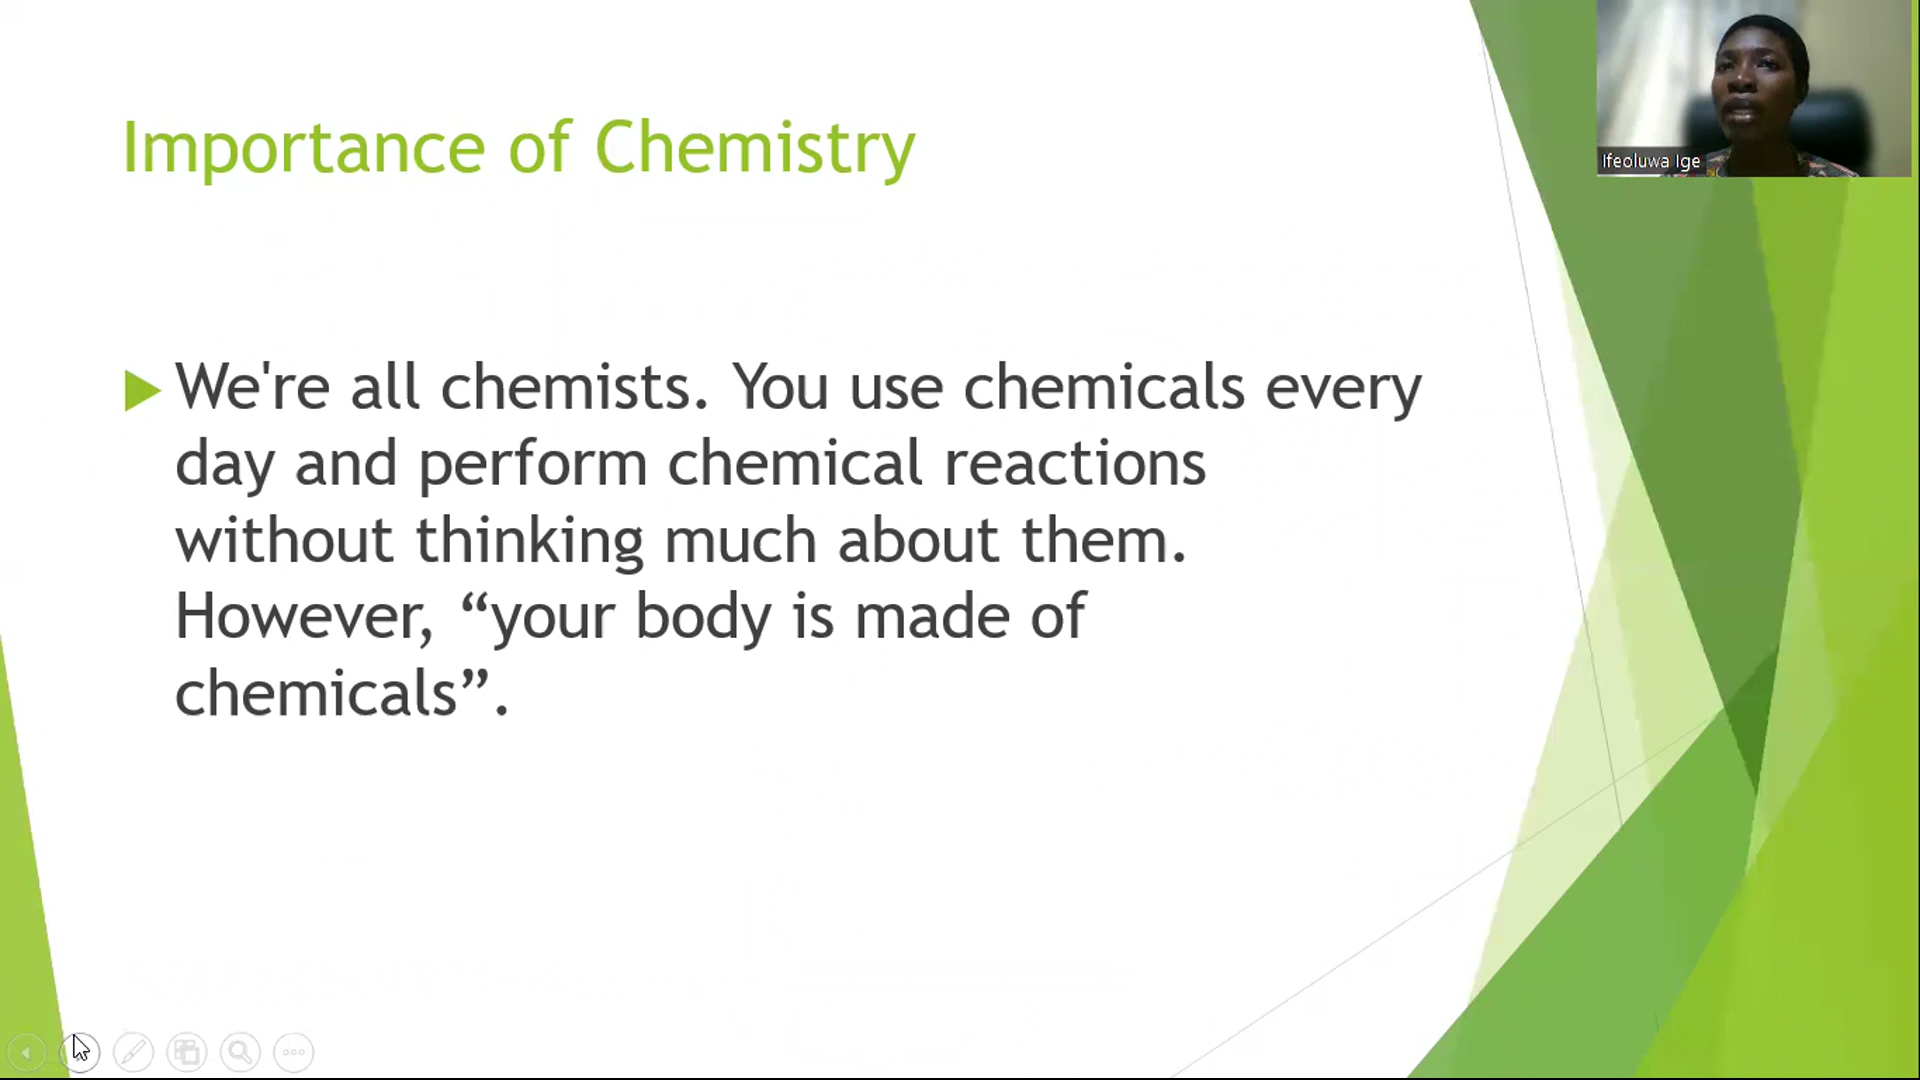 Importance of Chemistry
Ifeoluwa Ige
We're all chemists. You use chemicals every
day and perform chemical reactions
without thinking much about them.
However, “your body is made of
chemicals”.